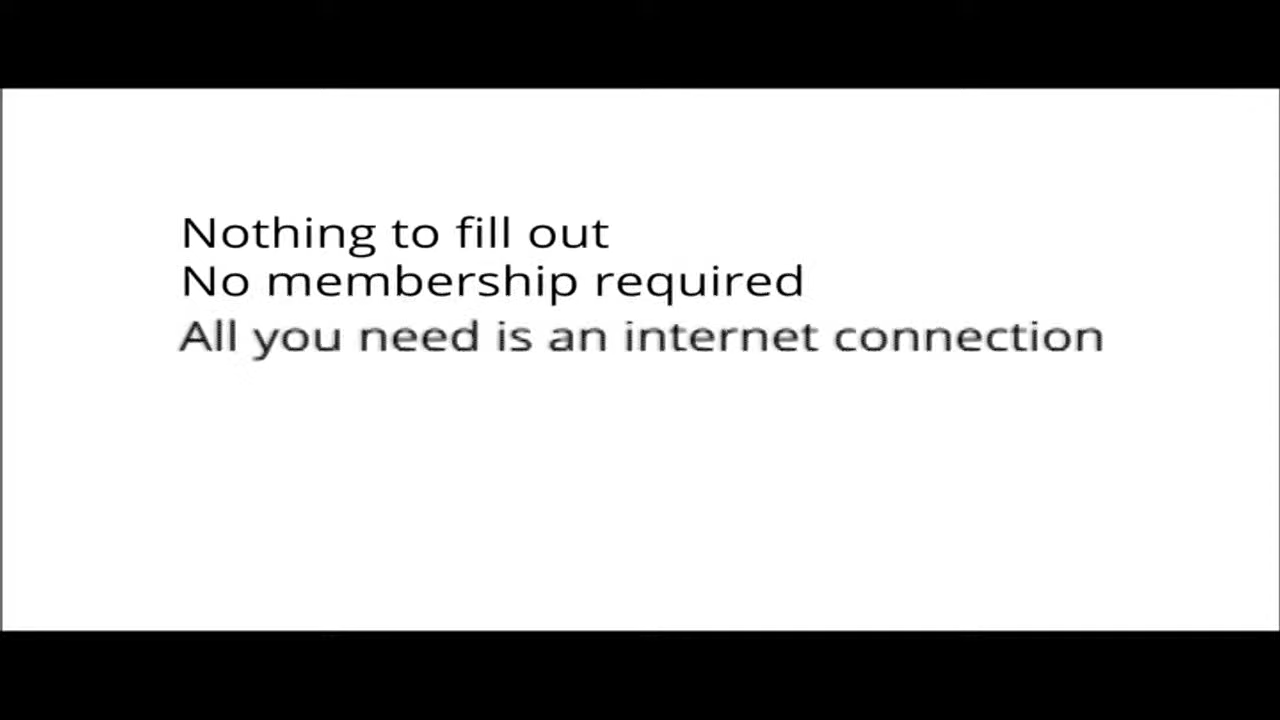 Nothing to fill out
No membership required
All you need is an internet connection